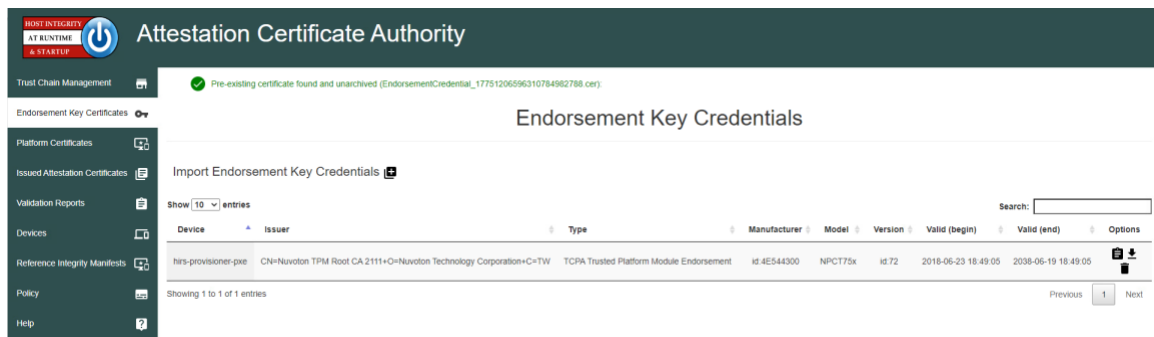 HOST INTEGRITY
AT RUNTIME
& STARTUP
Attestation Certificate Authority
Trust Chain Management
Endorsement Key Certificates
Platform Certificates
Issued Attestation Certificates
Validation Reports
Devices
Reference Integrity Manifests
Policy
Help
Pre-existing certificate found and unarchived (EndorsementCredential_17751206596310784982788.cer):
Endorsement Key Credentials
Import Endorsement Key Credentials
Show 10 entries
Search:
Device Issuer Type Manufacturer Model Version Valid (begin) Valid (end) Options
hirs-provisioner-pxe CN=Nuvoton TPM Root CA 2111+O=Nuvoton Technology Corporation+C=TW TCPA Trusted Platform Module Endorsement id:4E544300 NPCT75x id:72 2018-06-23 18:49:05 2038-06-19 18:49:05
Showing 1 to 1 of 1 entries
Previous 1 Next